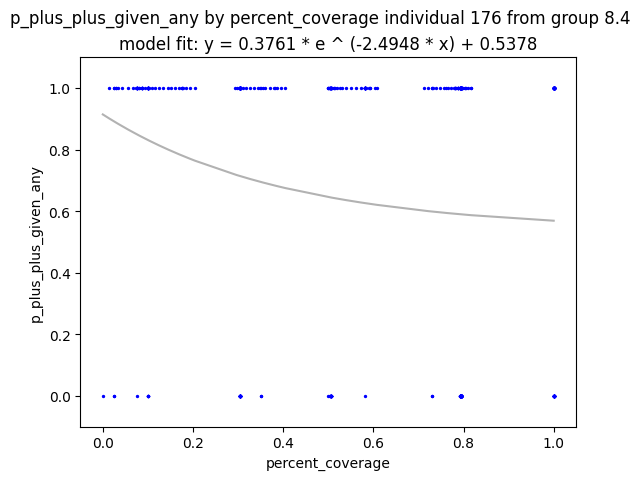 p_plus_plus_given_any by percent_coverage individual 176 from group 8.4
model fit: y = 0.3761 * e ^ (-2.4948 * x) + 0.5378
1.0
0.8
0.6
0.4
0.2
0.0
p_plus_plus_given_any
0.0 0.2 0.4 0.6 0.8 1.0
percent_coverage